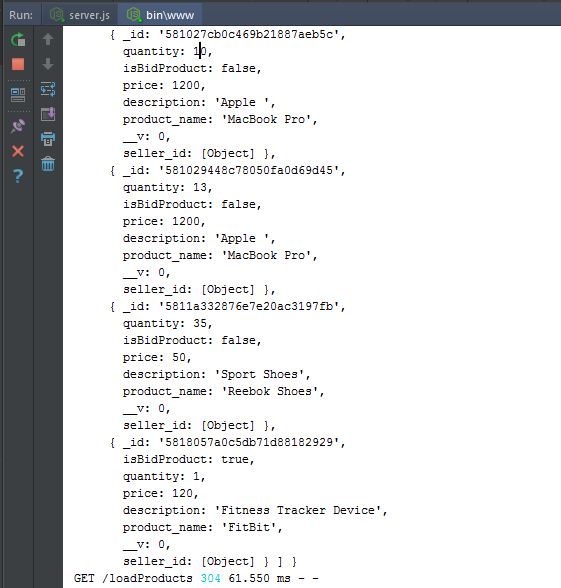 Run: server.js bin\www
{ _id: '581027cb0c469b21887aeb5c',
quantity: 10,
isBidProduct: false,
price: 1200,
description: 'Apple ',
product_name: 'MacBook Pro',
__v: 0,
seller_id: [Object] },
{ _id: '581029448c78050fa0d69d45',
quantity: 13,
isBidProduct: false,
price: 1200,
description: 'Apple ',
product_name: 'MacBook Pro',
__v: 0,
seller_id: [Object] },
{ _id: '5811a332876e7e20ac3197fb',
quantity: 35,
isBidProduct: false,
price: 50,
description: 'Sport Shoes',
product_name: 'Reebok Shoes',
__v: 0,
seller_id: [Object] },
{ _id: '5818057a0c5db71d88182929',
isBidProduct: true,
quantity: 1,
price: 120,
description: 'Fitness Tracker Device',
product_name: 'FitBit',
__v: 0,
seller_id: [Object] } ] }
GET /loadProducts 304 61.550 ms - -